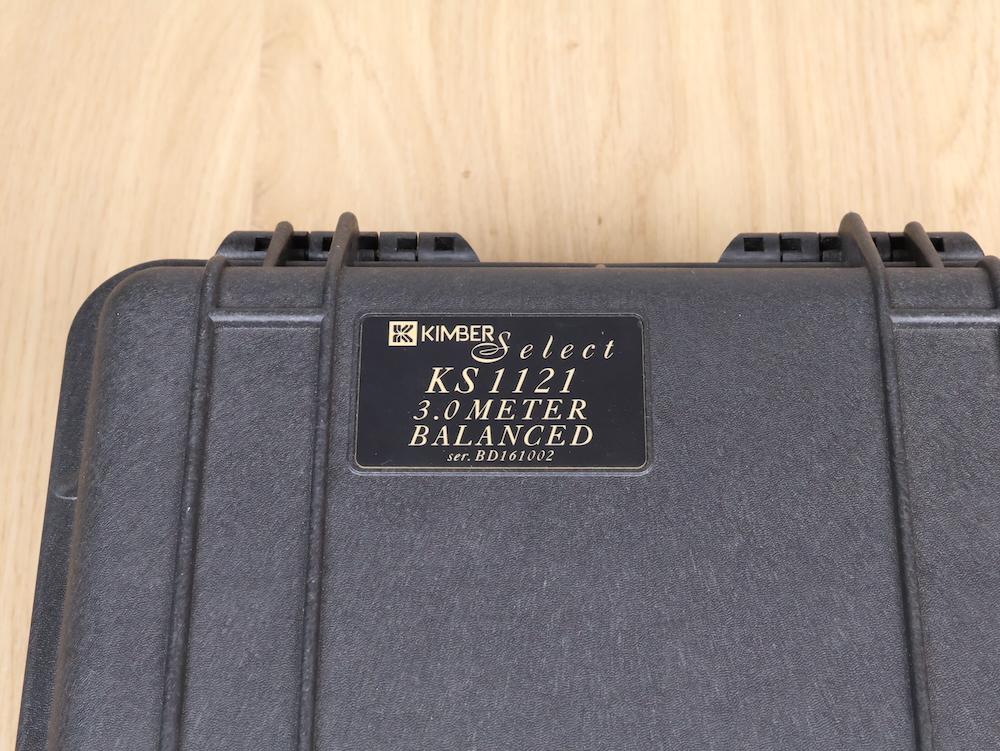 KIMBER Select
KS 1121
3.0 METER
BALANCED
ser. BD161002